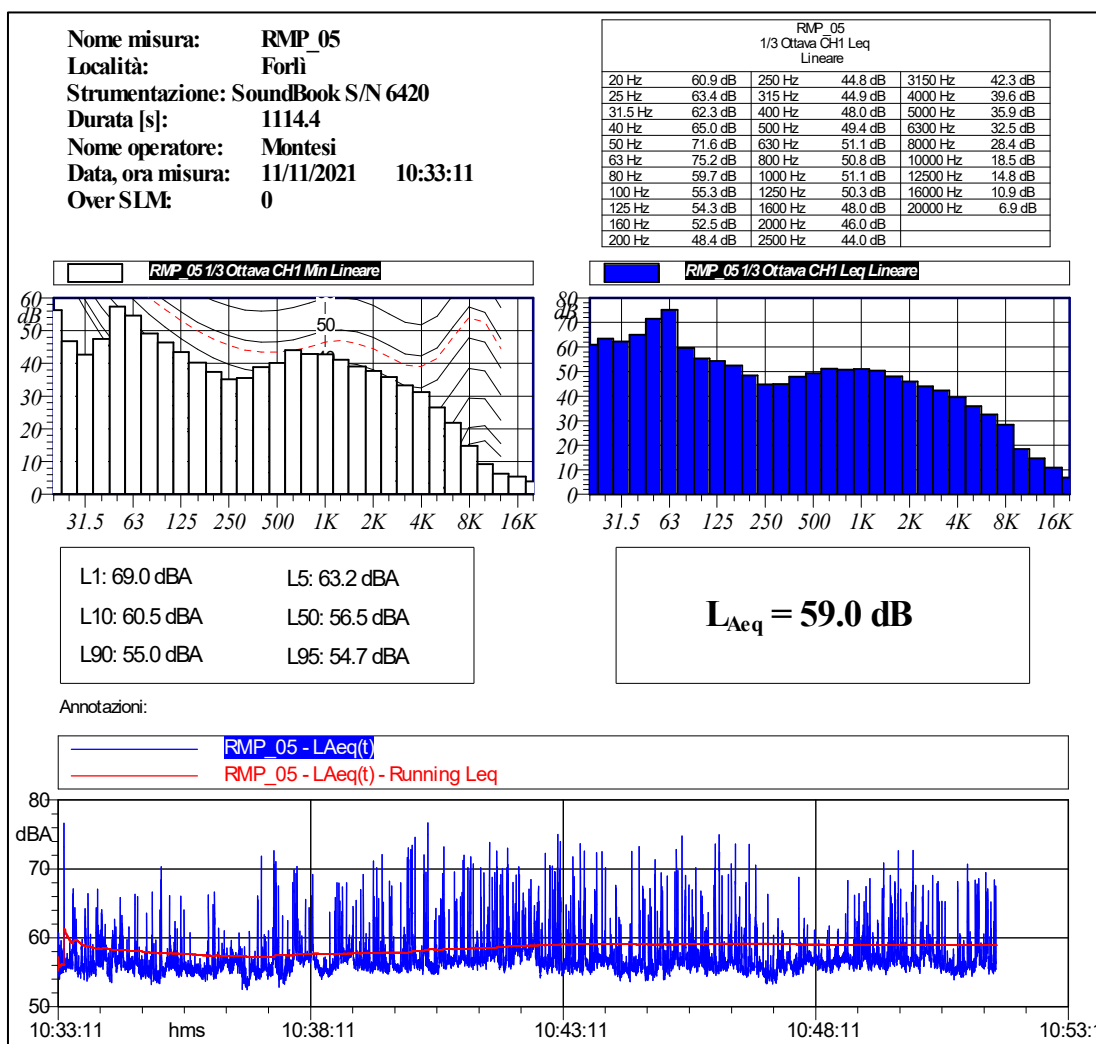 Nome misura: RMP_05
Località: Forlì
Strumentazione: SoundBook S/N 6420
Durata [s]: 1114.4
Nome operatore: Montesi
Data, ora misura: 11/11/2021 10:33:11
Over SLM: 0
RMP_05
1/3 Ottava CH1 Leq
Lineare
20 Hz 60.9 dB 250 Hz 44.8 dB 3150 Hz 42.3 dB
25 Hz 63.4 dB 315 Hz 44.9 dB 4000 Hz 39.6 dB
31.5 Hz 62.3 dB 400 Hz 48.0 dB 5000 Hz 35.9 dB
40 Hz 65.0 dB 500 Hz 49.4 dB 6300 Hz 32.5 dB
50 Hz 71.6 dB 630 Hz 51.1 dB 8000 Hz 28.4 dB
63 Hz 75.2 dB 800 Hz 50.8 dB 10000 Hz 18.5 dB
80 Hz 59.7 dB 1000 Hz 51.1 dB 12500 Hz 14.8 dB
100 Hz 55.3 dB 1250 Hz 50.3 dB 16000 Hz 10.9 dB
125 Hz 54.3 dB 1600 Hz 48.0 dB 20000 Hz 6.9 dB
160 Hz 52.5 dB 2000 Hz 46.0 dB
200 Hz 48.4 dB 2500 Hz 44.0 dB
RMP_05 1/3 Ottava CH1 Min Lineare
60
dB
50
40
30
20
10
0
50
31.5 63 125 250 500 1K 2K 4K 8K 16K
RMP_05 1/3 Ottava CH1 Leq Lineare
80
dB
70
60
50
40
30
20
10
0
31.5 63 125 250 500 1K 2K 4K 8K 16K
L1: 69.0 dBA L5: 63.2 dBA
L10: 60.5 dBA L50: 56.5 dBA
L90: 55.0 dBA L95: 54.7 dBA
LAeq = 59.0 dB
Annotazioni:
RMP_05 - LAeq(t)
RMP_05 - LAeq(t) - Running Leq
80
dBA
70
60
50
10:33:11 hms 10:38:11 10:43:11 10:48:11 10:53:1